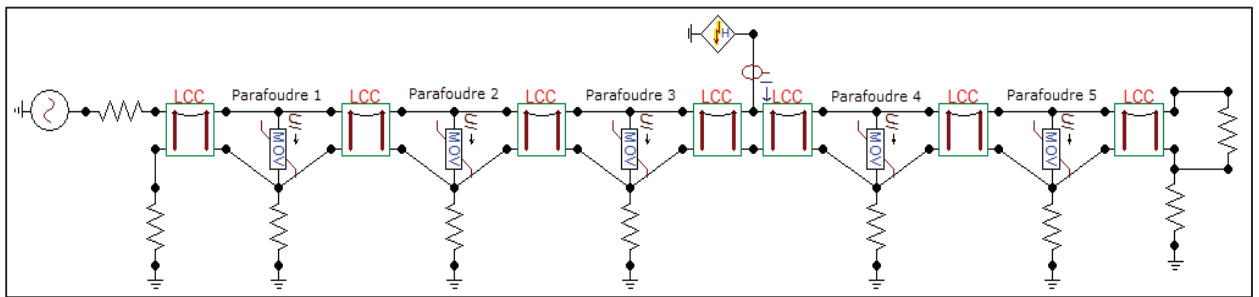 H
I
LCC Parafoudre 1 LCC Parafoudre 2 LCC Parafoudre 3 LCC LCC Parafoudre 4 LCC Parafoudre 5 LCC
U/I U/I U/I U/I U/I
MOV MOV MOV MOV MOV